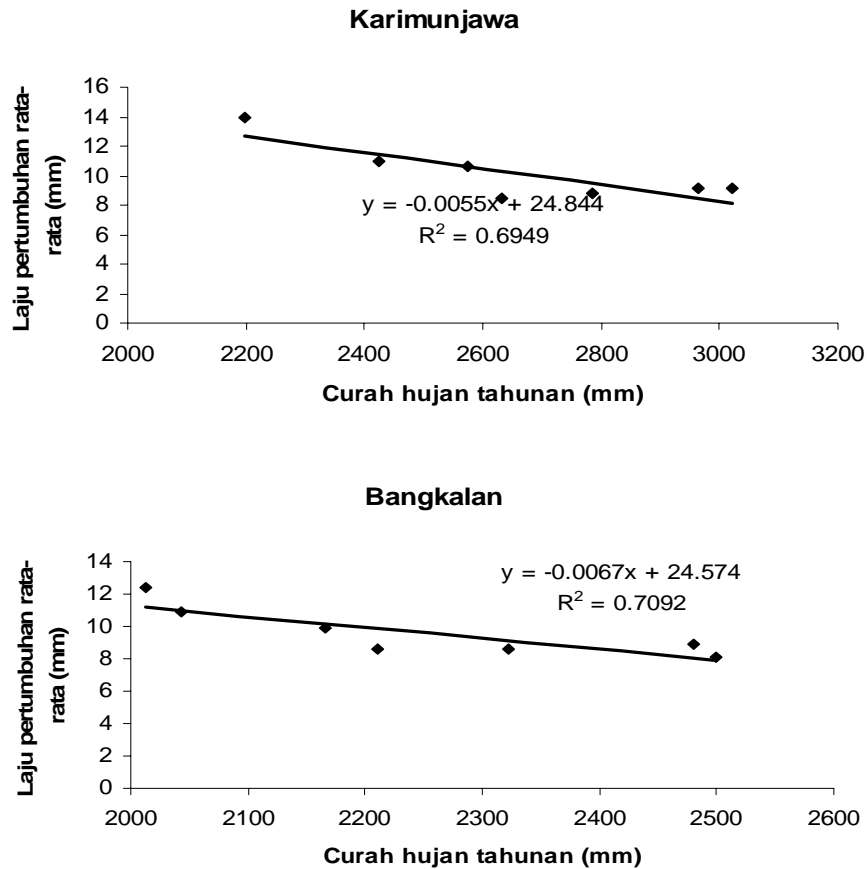 Karimunjawa
Laju pertumbuhan rata-
rata (mm)
16
14
12
10
8
6
4
2
0
y = -0.0055x + 24.844
R² = 0.6949
2000 2200 2400 2600 2800 3000 3200
Curah hujan tahunan (mm)
Bangkalan
Laju pertumbuhan rata-
rata (mm)
14
12
10
8
6
4
2
0
y = -0.0067x + 24.574
R² = 0.7092
2000 2100 2200 2300 2400 2500 2600
Curah hujan tahunan (mm)